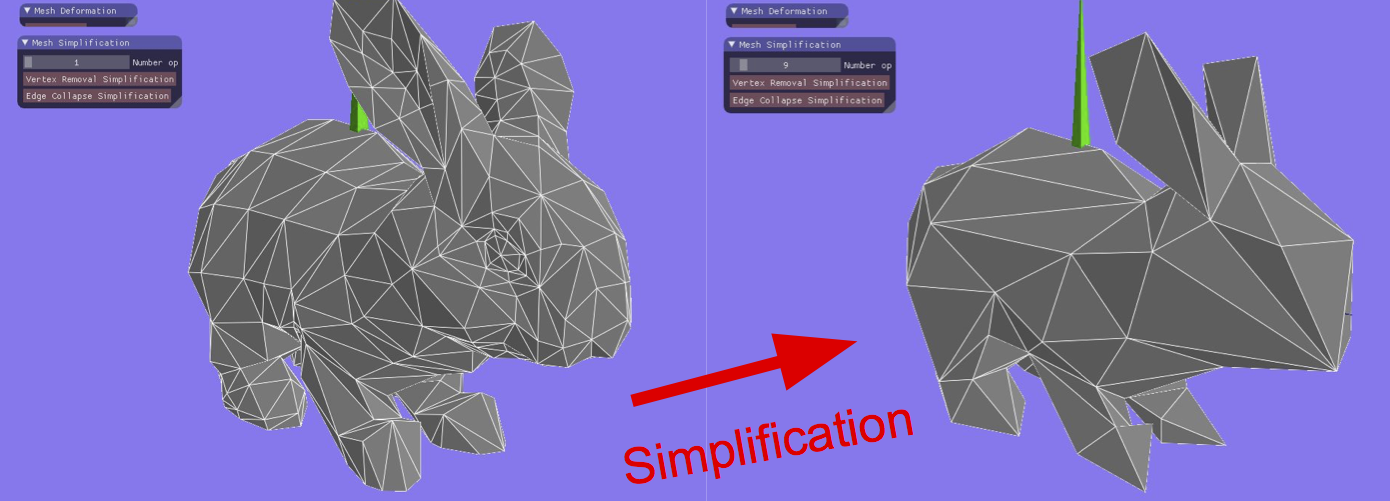 Mesh Deformation
Mesh Simplification
1 Number op
Vertex Removal Simplification
Edge Collapse Simplification
Mesh Deformation
Mesh Simplification
9 Number op
Vertex Removal Simplification
Edge Collapse Simplification
Simplification